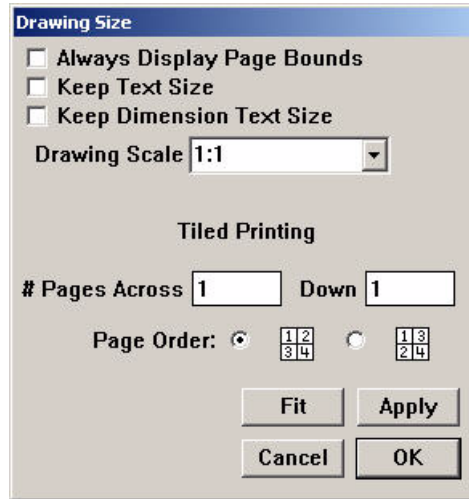 Drawing Size
Always Display Page Bounds
Keep Text Size
Keep Dimension Text Size
Drawing Scale 1:1
Tiled Printing
# Pages Across 1 Down 1
Page Order: 1 2 1 3
3 4 2 4
Fit Apply
Cancel OK